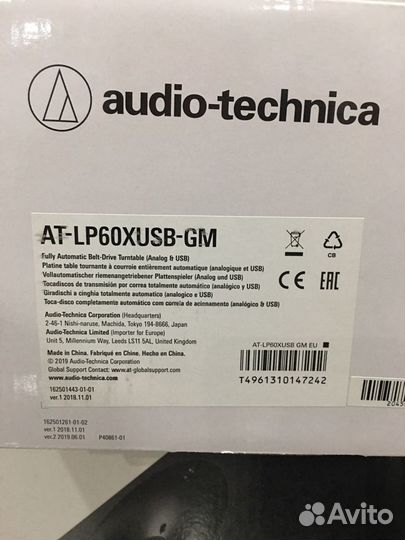 audio-technica
AT-LP60XUSB-GM
Fully Automatic Belt-Drive Turntable (Analog & USB)
Platine table tournante à courroie entièrement automatique (analogique et USB)
Vollautomatischer riemenangetriebener Plattenspieler (Analog und USB)
Tocadiscos de transmisión por correa totalmente automático (analógico y USB)
Giradischi a cinghia totalmente automatico (analogico e USB)
Toca-disco completamente automático com correia de acinamento (analógico & USB)
CB
CE EAC
Audio-Technica Corporation (Headquarters)
2-46-1 Nishi-naruse, Machida, Tokyo 194-8666, Japan
Audio-Technica Limited (Importer for Europe)
Unit 5, Millennium Way, Leeds LS11 5AL, United Kingdom
Made in China. Fabriqué en Chine. Hecho en China.
© 2019 Audio-Technica Corporation
Global Support Contact: www.at-globalsupport.com
www.audio-technica.com
AT-LP60XUSB GM EU
T4961310147242
162501443-01-01
ver.1 2018.11.01
162501261-01-02
ver.1 2018.11.01
ver.2 2019.06.01 P40861-01
Avito